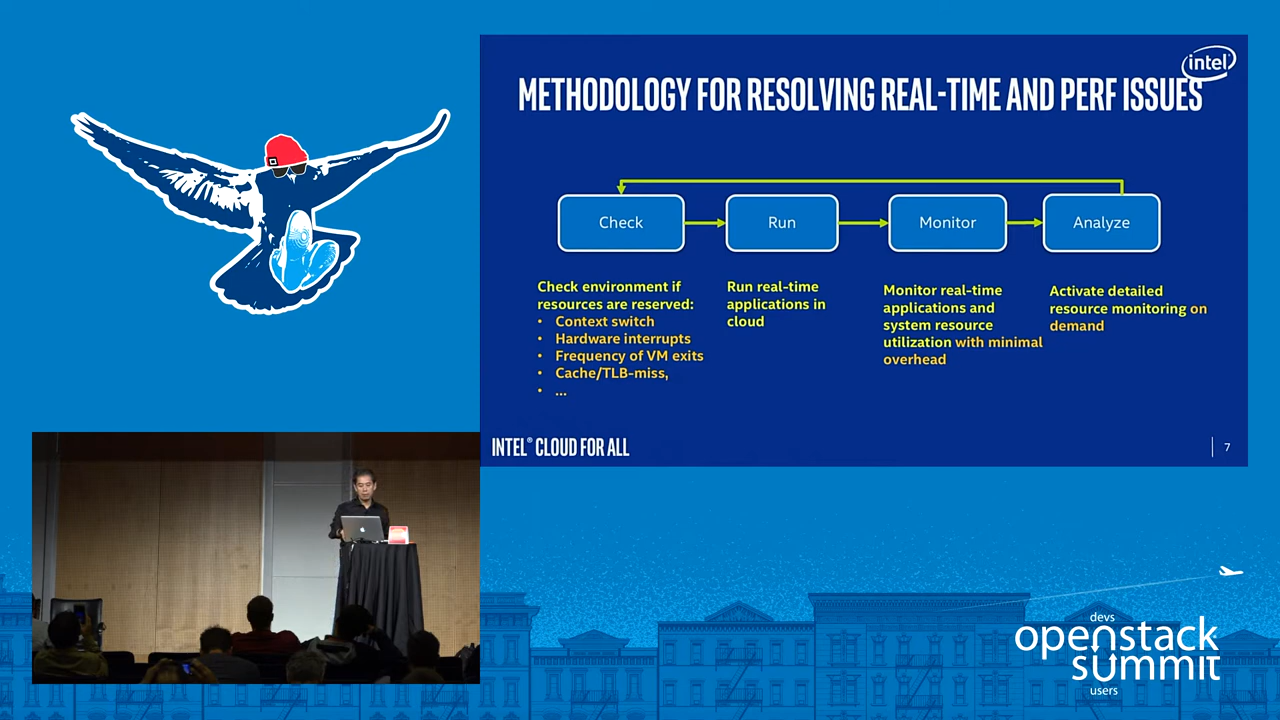 intel
METHODOLOGY FOR RESOLVING REAL-TIME AND PERF ISSUES
Check
Run
Monitor
Analyze
Check environment if
resources are reserved:
• Context switch
• Hardware interrupts
• Frequency of VM exits
• Cache/TLB-miss,
• ...
Run real-time
applications in
cloud
Monitor real-time
applications and
system resource
utilization with minimal
overhead
Activate detailed
resource monitoring on
demand
INTEL® CLOUD FOR ALL
7
devs
openstack
summit
users